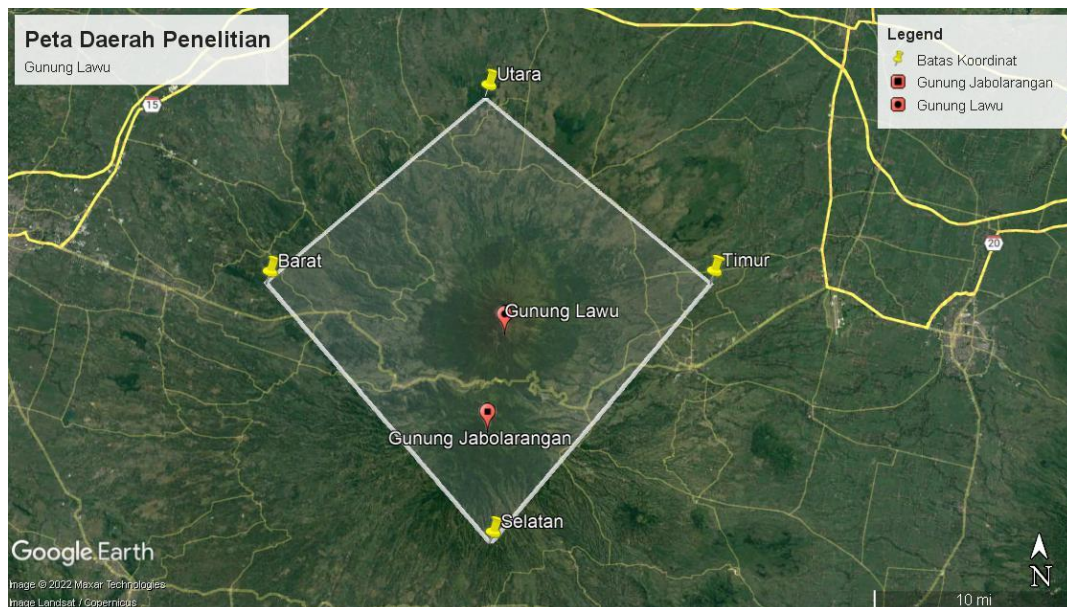 Peta Daerah Penelitian
Gunung Lawu
Legend
Batas Koordinat
Gunung Jabolarangan
Gunung Lawu
Utara
15
20
Barat
Timur
Gunung Lawu
Gunung Jabolarangan
Selatan
Google Earth
Image © 2022 Maxar Technologies
Image Landsat / Copernicus
N
10 mi